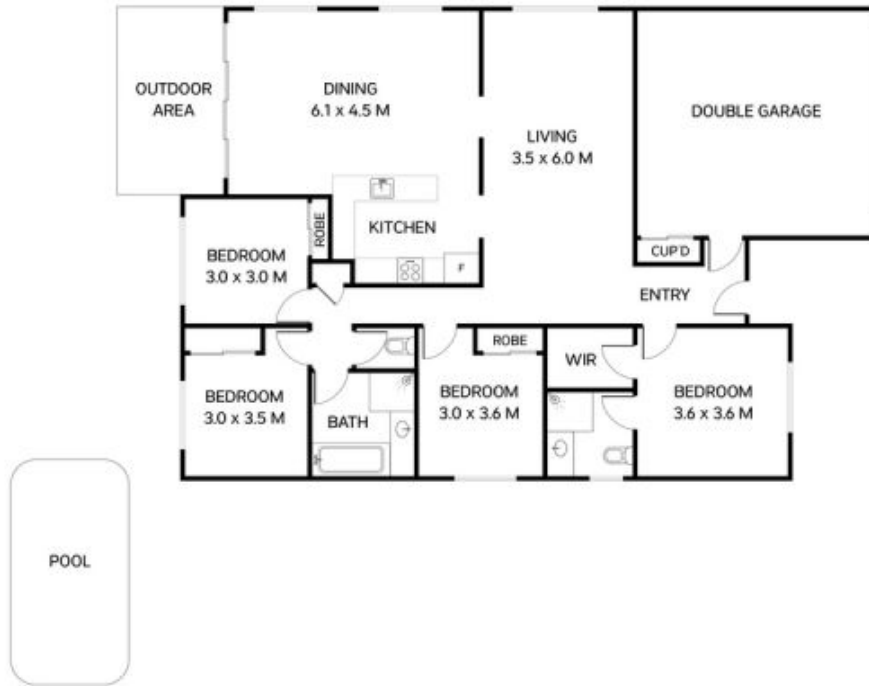 OUTDOOR
AREA
DINING
6.1 x 4.5 M
LIVING
3.5 x 6.0 M
DOUBLE GARAGE
KITCHEN
F
ROBE
BEDROOM
3.0 x 3.0 M
CUP'D
ENTRY
BEDROOM
3.0 x 3.5 M
BATH
ROBE
BEDROOM
3.0 x 3.6 M
WIR
BEDROOM
3.6 x 3.6 M
POOL